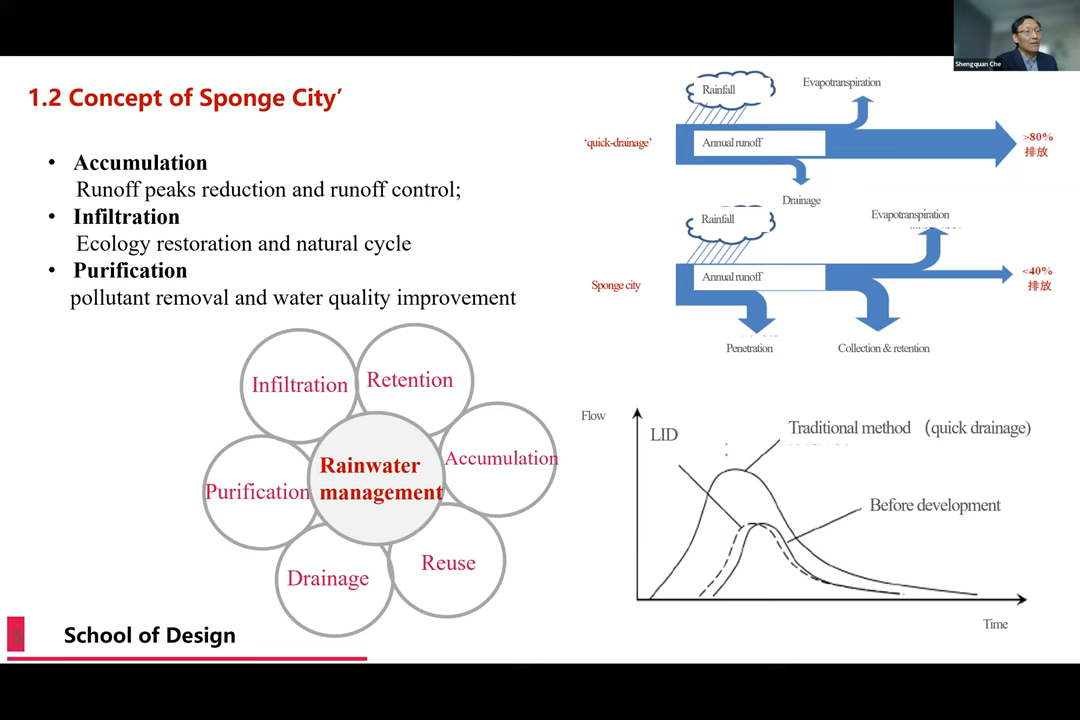 Shengquan Che
1.2 Concept of Sponge City’
• Accumulation
Runoff peaks reduction and runoff control;
• Infiltration
Ecology restoration and natural cycle
• Purification
pollutant removal and water quality improvement
Infiltration
Retention
Accumulation
Reuse
Drainage
Purification
Rainwater
management
Rainfall
Evapotranspiration
‘quick-drainage’
Annual runoff
>80%
排放
Drainage
Rainfall
Evapotranspiration
Sponge city
Annual runoff
<40%
排放
Penetration
Collection & retention
Flow
LID
Traditional method （quick drainage)
Before development
Time
School of Design